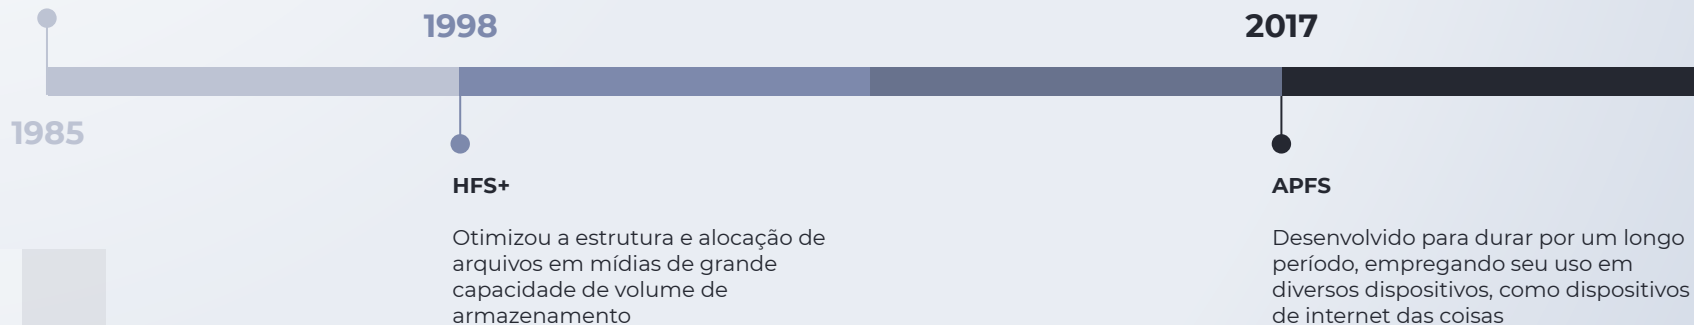 1998
2017
1985
HFS+
Otimizou a estrutura e alocação de
arquivos em mídias de grande
capacidade de volume de
armazenamento
APFS
Desenvolvido para durar por um longo
período, empregando seu uso em
diversos dispositivos, como dispositivos
de internet das coisas